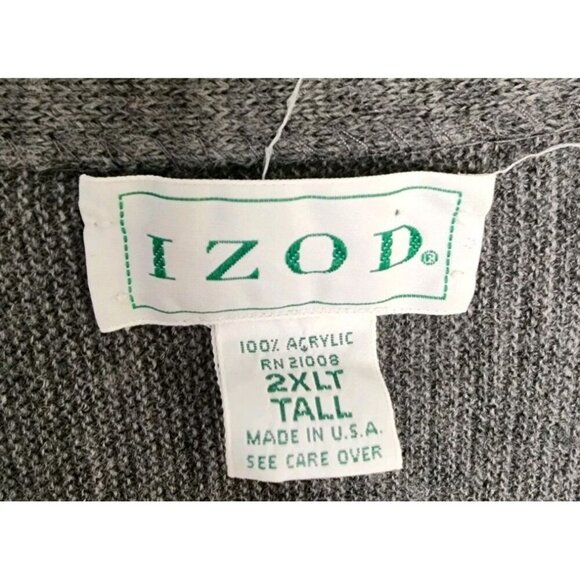 IZOD®
100% ACRYLIC
RN 21008
2XLT
TALL
MADE IN U.S.A.
SEE CARE OVER